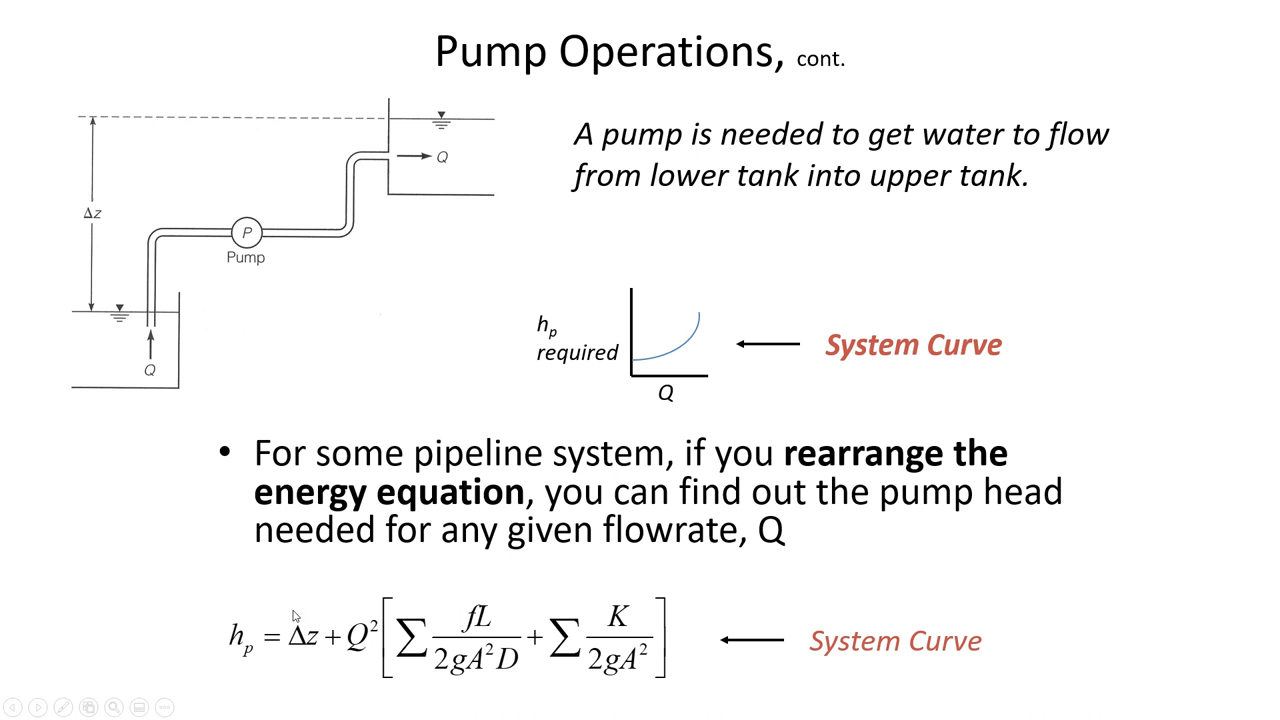 Pump Operations, cont.
A pump is needed to get water to flow
from lower tank into upper tank.
Q
Δz
P
Pump
Q
hp
required
Q
System Curve
• For some pipeline system, if you rearrange the
energy equation, you can find out the pump head
needed for any given flowrate, Q
h_p = Δz + Q² [ ∑ fL / 2gA²D + ∑ K / 2gA² ]
System Curve